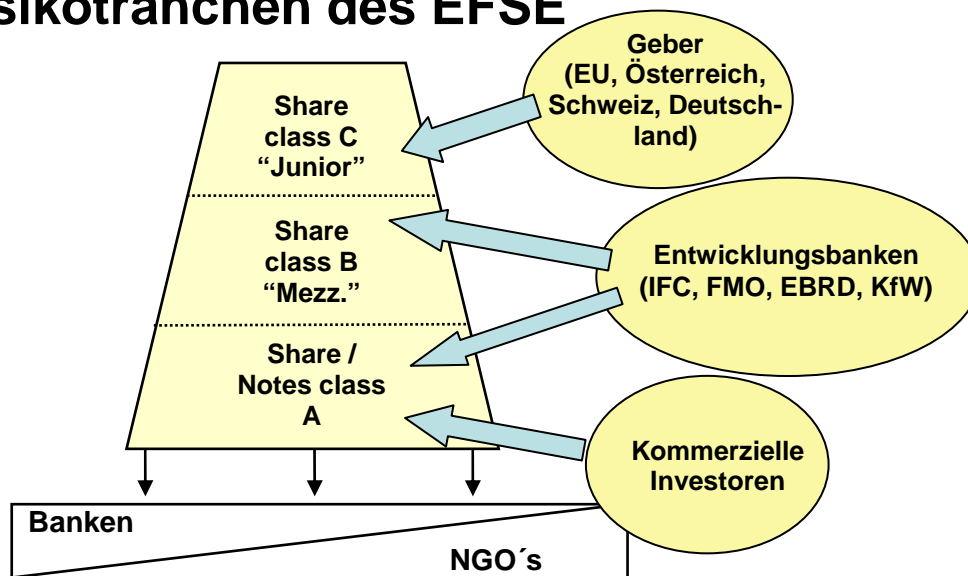 sikotranchen des EFSE
Geber
(EU, Österreich,
Schweiz, Deutsch-
land)
Share
class C
“Junior”
Share
class B
“Mezz.”
Entwicklungsbanken
(IFC, FMO, EBRD, KfW)
Share /
Notes class
A
Kommerzielle
Investoren
Banken
NGO´s